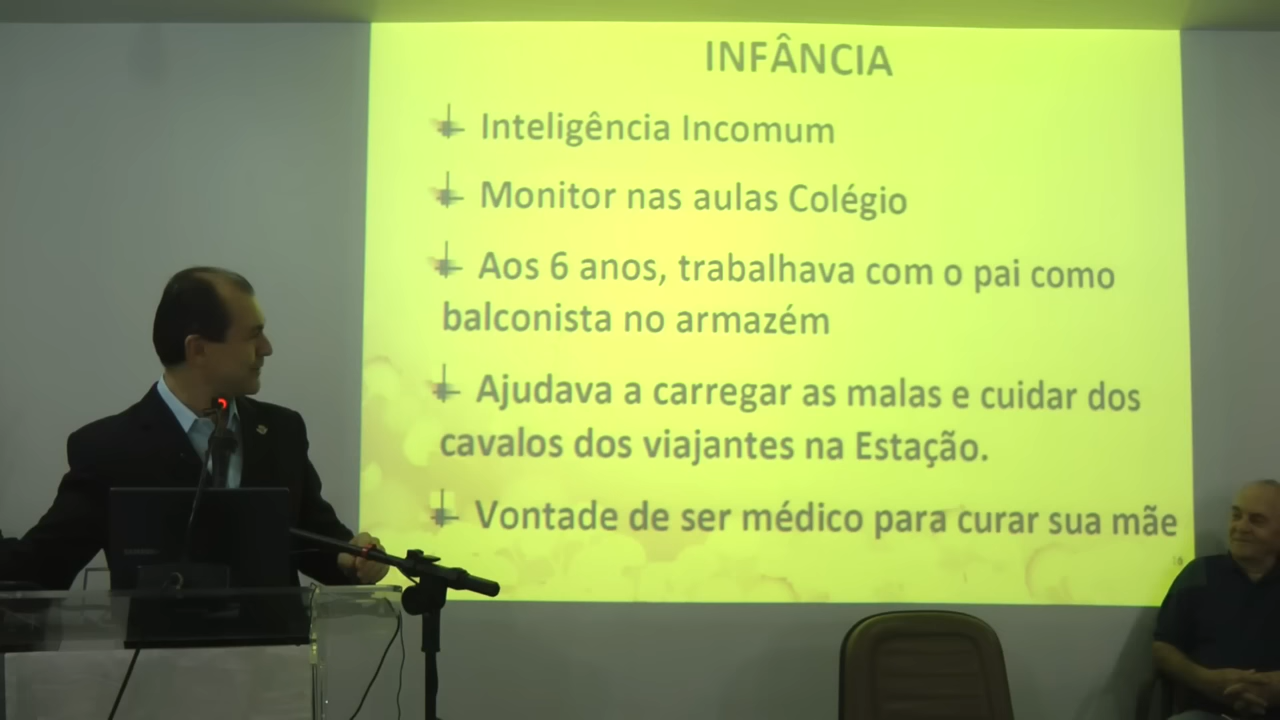 INFÂNCIA
Inteligência Incomum
Monitor nas aulas Colégio
Aos 6 anos, trabalhava com o pai como
balconista no armazém
Ajudava a carregar as malas e cuidar dos
cavalos dos viajantes na Estação.
Vontade de ser médico para curar sua mãe